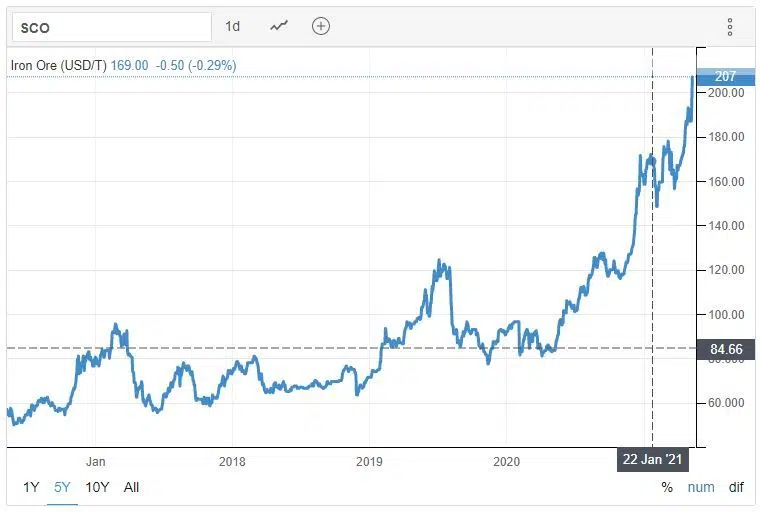 SCO 1d
Iron Ore (USD/T) 169.00 -0.50 (-0.29%)
207
200.00
180.00
160.00
140.00
120.00
100.00
84.66
60.000
Jan 2018 2019 2020 22 Jan '21
1Y 5Y 10Y All % num dif